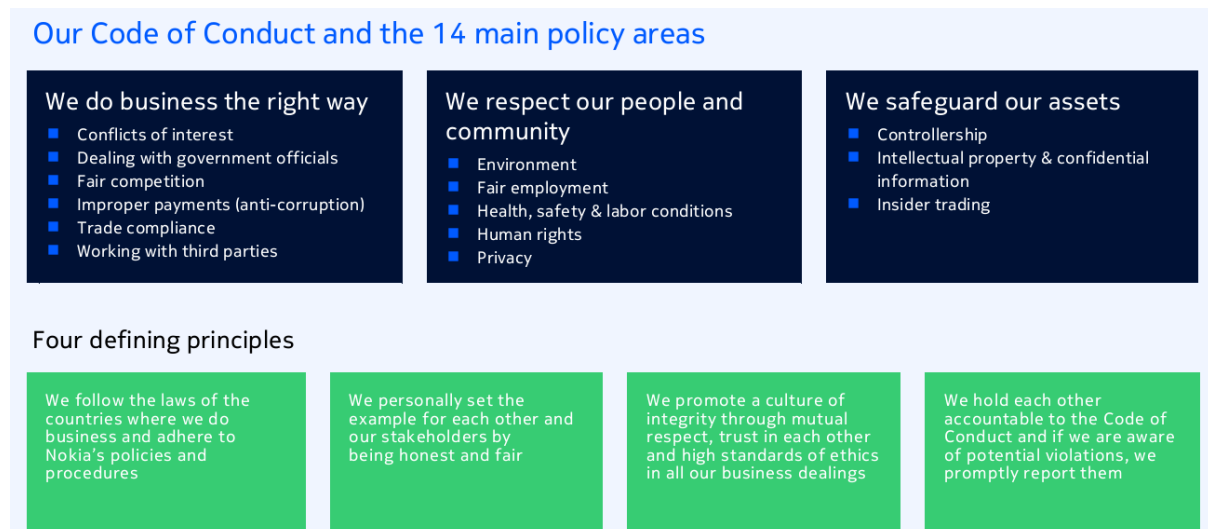 Our Code of Conduct and the 14 main policy areas
We do business the right way
Conflicts of interest
Dealing with government officials
Fair competition
Improper payments (anti-corruption)
Trade compliance
Working with third parties
We respect our people and
community
Environment
Fair employment
Health, safety & labor conditions
Human rights
Privacy
We safeguard our assets
Controllership
Intellectual property & confidential
information
Insider trading
Four defining principles
We follow the laws of the
countries where we do
business and adhere to
Nokia's policies and
procedures
We personally set the
example for each other and
our stakeholders by
being honest and fair
We promote a culture of
integrity through mutual
respect, trust in each other
and high standards of ethics
in all our business dealings
We hold each other
accountable to the Code of
Conduct and if we are aware
of potential violations, we
promptly report them